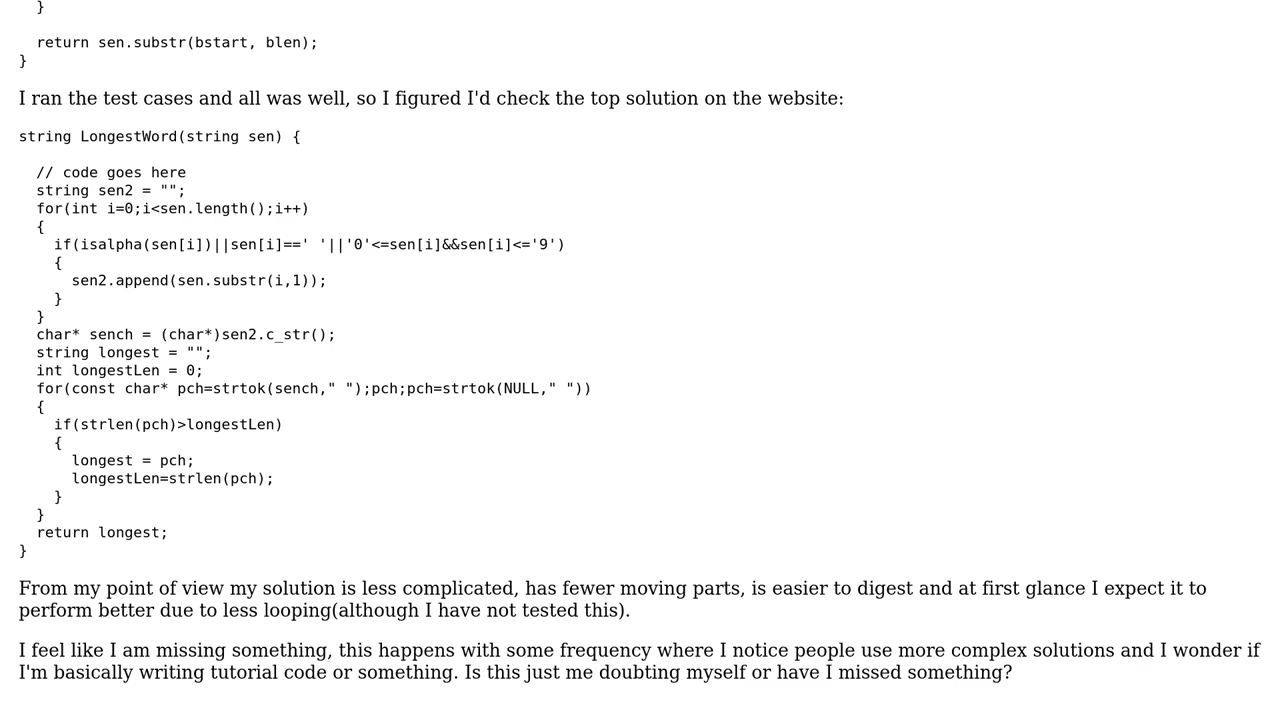 }

  return sen.substr(bstart, blen);
}
I ran the test cases and all was well, so I figured I'd check the top solution on the website:
string LongestWord(string sen) {

  // code goes here
  string sen2 = "";
  for(int i=0;i<sen.length();i++)
  {
    if(isalpha(sen[i])||sen[i]==' '||'0'<=sen[i]&&sen[i]<='9')
    {
      sen2.append(sen.substr(i,1));
    }
  }
  char* sench = (char*)sen2.c_str();
  string longest = "";
  int longestLen = 0;
  for(const char* pch=strtok(sench," ");pch;pch=strtok(NULL," "))
  {
    if(strlen(pch)>longestLen)
    {
      longest = pch;
      longestLen=strlen(pch);
    }
  }
  return longest;
}
From my point of view my solution is less complicated, has fewer moving parts, is easier to digest and at first glance I expect it to
perform better due to less looping(although I have not tested this).
I feel like I am missing something, this happens with some frequency where I notice people use more complex solutions and I wonder if
I'm basically writing tutorial code or something. Is this just me doubting myself or have I missed something?